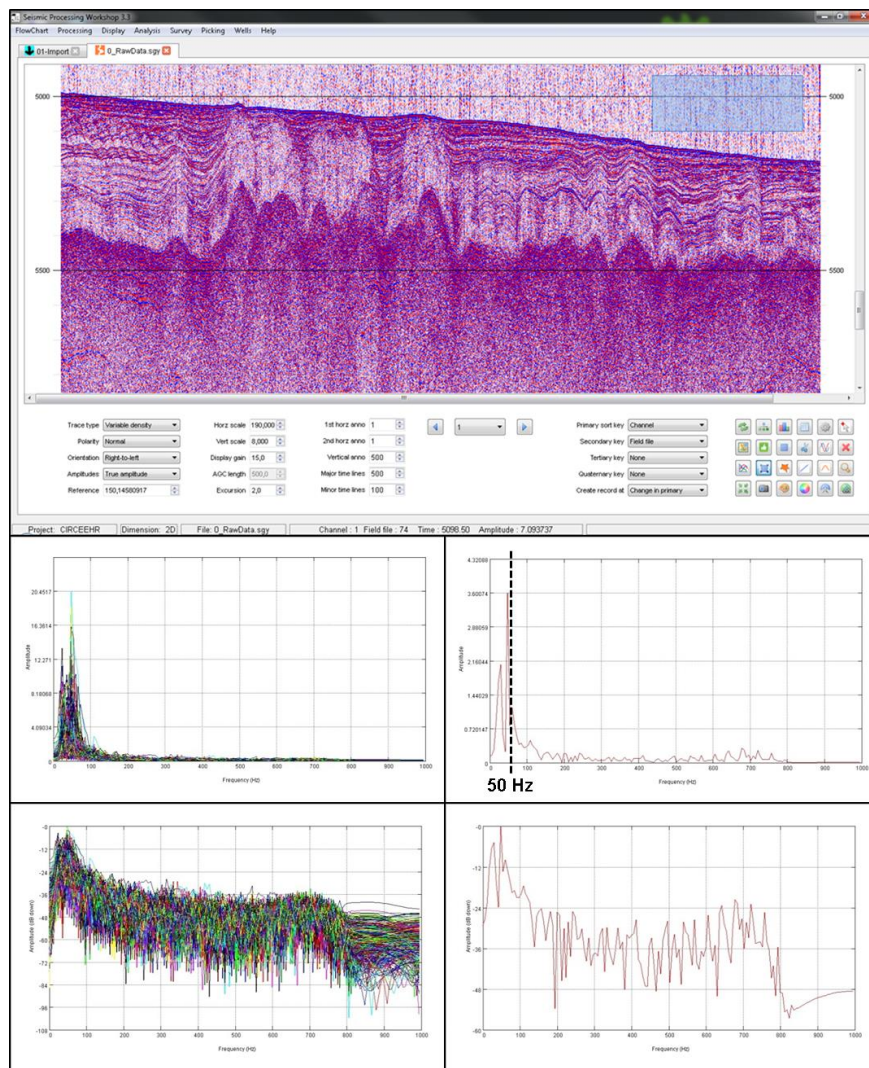 Seismic Processing Workshop 3.3
FlowChart Processing Display Analysis Survey Picking Wells Help
01-Import 0_RawData.sgy
5000 5000
5500 5500
Trace type Variable density Horz scale 190,000 1st horz anno 1 1 Primary sort key Channel
Polarity Normal Vert scale 8,000 2nd horz anno 1 Secondary key Field file
Orientation Right-to-left Display gain 15,0 Vertical anno 500 Tertiary key None
Amplitudes True amplitude AGC length 500,0 Major time lines 500 Quaternary key None
Reference 150,14580917 Excursion 2,0 Minor time lines 100 Create record at Change in primary
_Project: CIRCEEHR Dimension: 2D File: 0_RawData.sgy Channel : 1 Field file : 74 Time : 5098.50 Amplitude : 7.093737
20.4517
16.3614
12.271
8.18068
4.09034
Amplitude
0 100 200 300 400 500 600 700 800 900 1000
Frequency (Hz)
4.32088
3.60074
2.88059
2.16044
1.44029
0.720147
Amplitude
0 100 200 300 400 500 600 700 800 900 1000
Frequency (Hz)
50 Hz
-0
-12
-24
-36
-48
-60
-72
-84
-96
-108
Amplitude (dB down)
0 100 200 300 400 500 600 700 800 900 1000
Frequency (Hz)
-0
-12
-24
-36
-48
-60
Amplitude (dB down)
0 100 200 300 400 500 600 700 800 900 1000
Frequency (Hz)